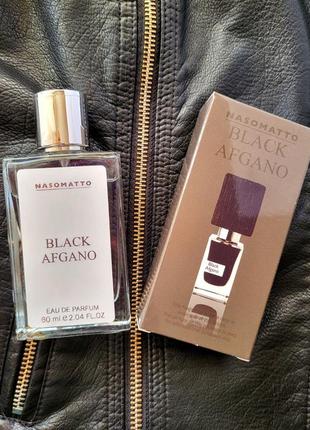 NASOMATTO
BLACK
AFGANO
EAU DE PARFUM
60 ml e 2.04 FL.OZ
NASOMATTO
BLACK
AFGANO
Black
Afgano